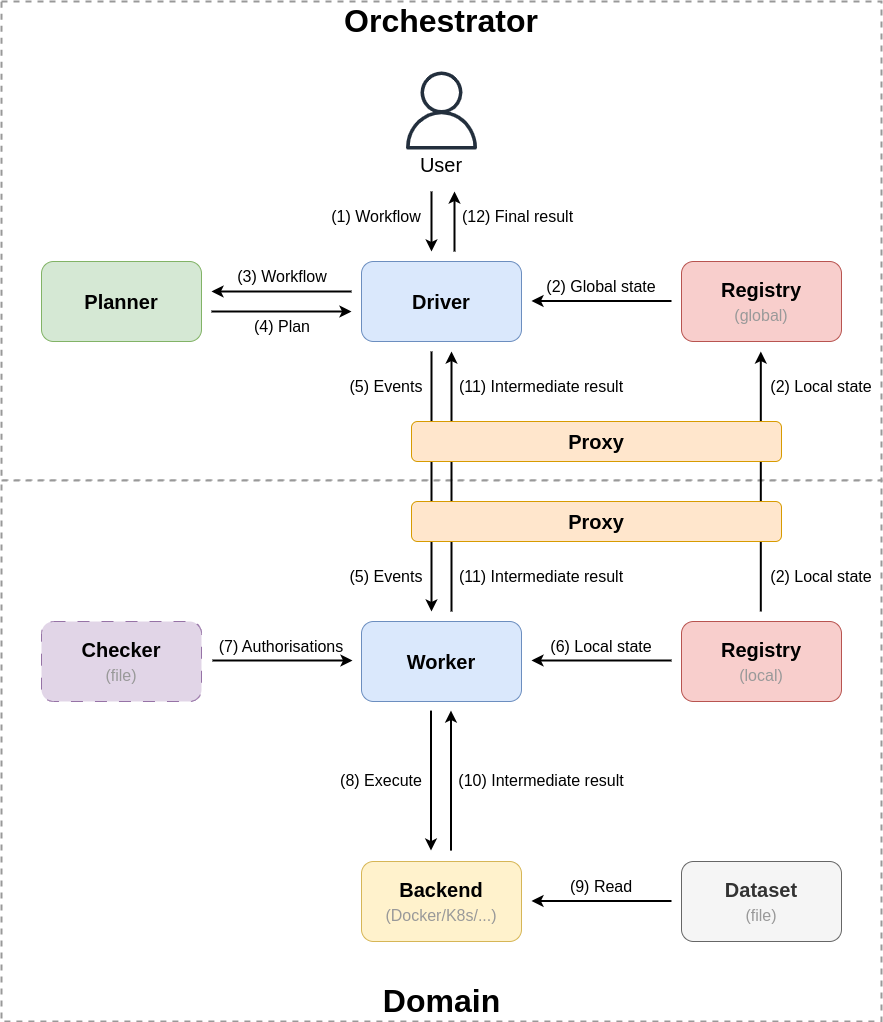 Orchestrator
User
(1) Workflow
(12) Final result
(3) Workflow
(2) Global state
Planner
Driver
Registry
(global)
(4) Plan
(5) Events
(11) Intermediate result
(2) Local state
Proxy
Proxy
(5) Events
(11) Intermediate result
(2) Local state
Checker
(file)
(7) Authorisations
Worker
(6) Local state
Registry
(local)
(8) Execute
(10) Intermediate result
Backend
(Docker/K8s/...)
(9) Read
Dataset
(file)
Domain